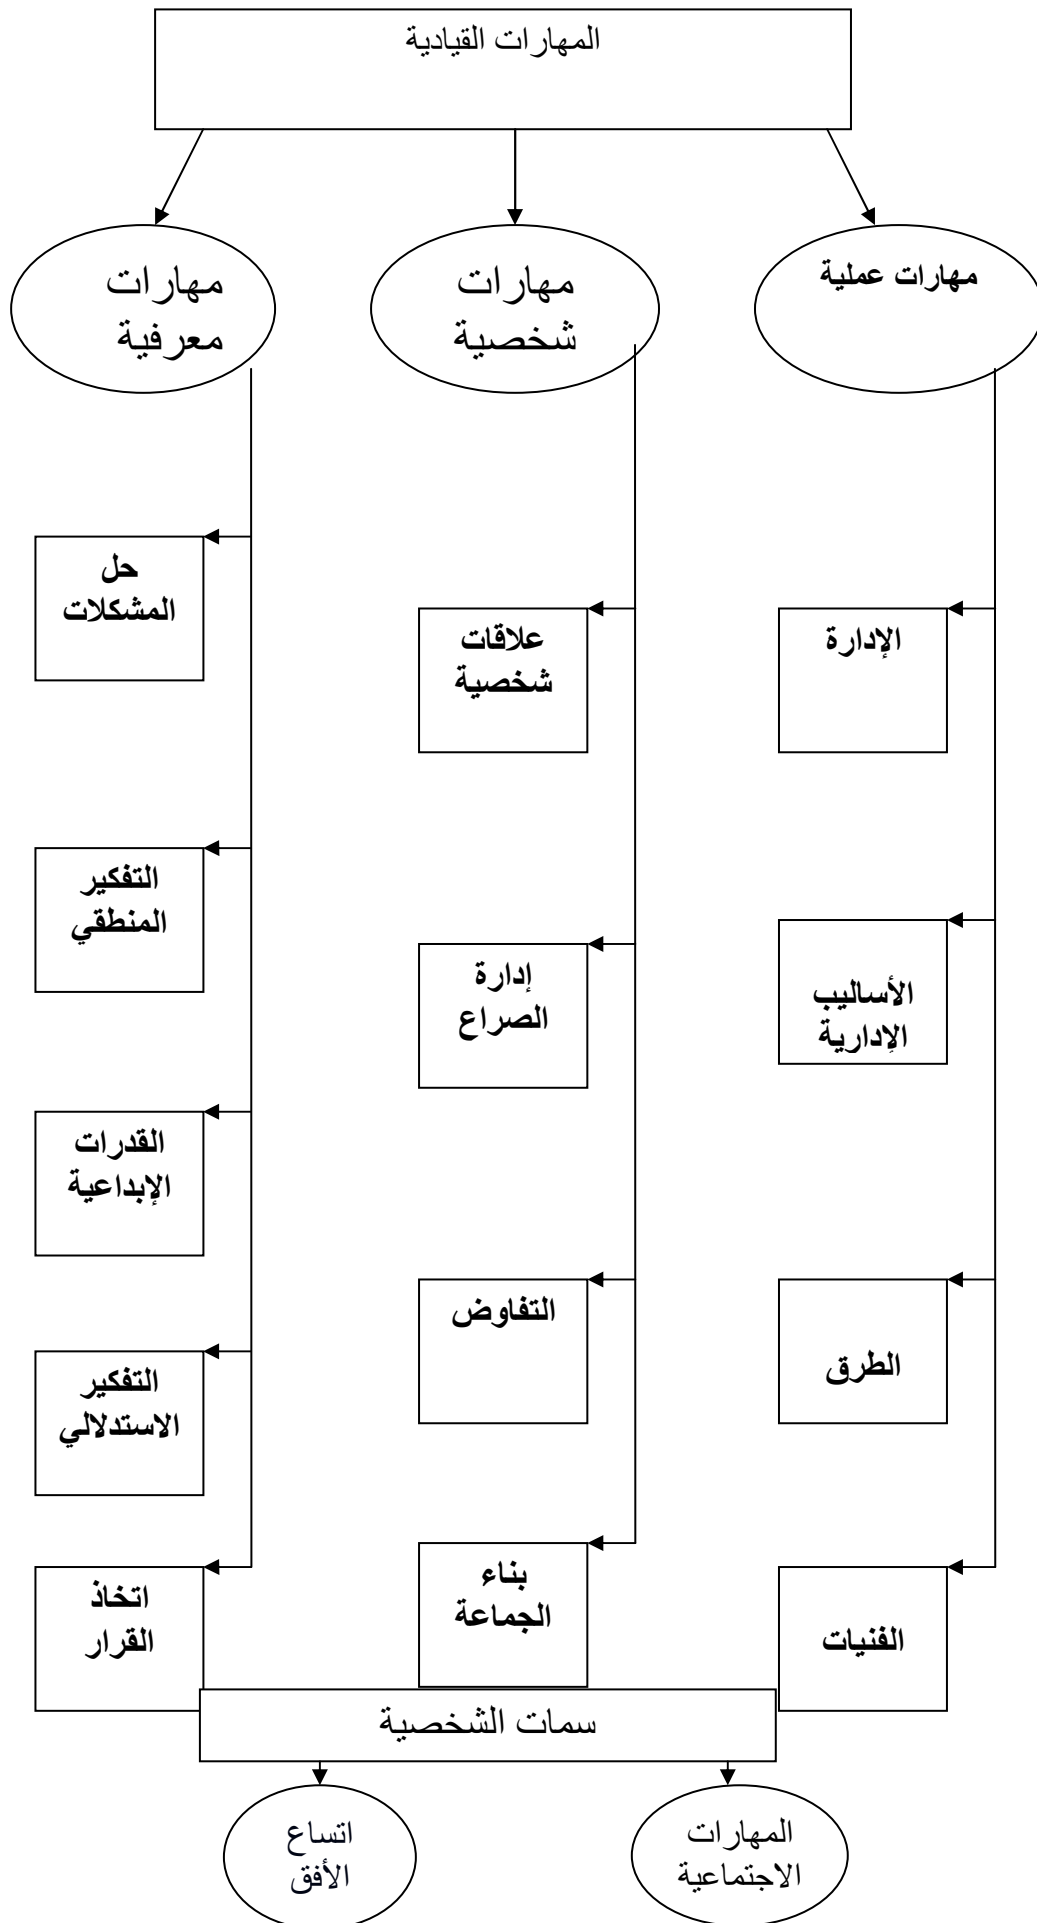 المهارات القيادية
مهارات عملية
مهارات
شخصية
مهارات
معرفية
الإدارة
الأساليب
الإدارية
الطرق
الفنيات
علاقات
شخصية
إدارة
الصراع
التفاوض
بناء
الجماعة
حل
المشكلات
التفكير
المنطقي
القدرات
الإبداعية
التفكير
الاستدلالي
اتخاذ
القرار
سمات الشخصية
المهارات
الاجتماعية
اتساع
الأفق